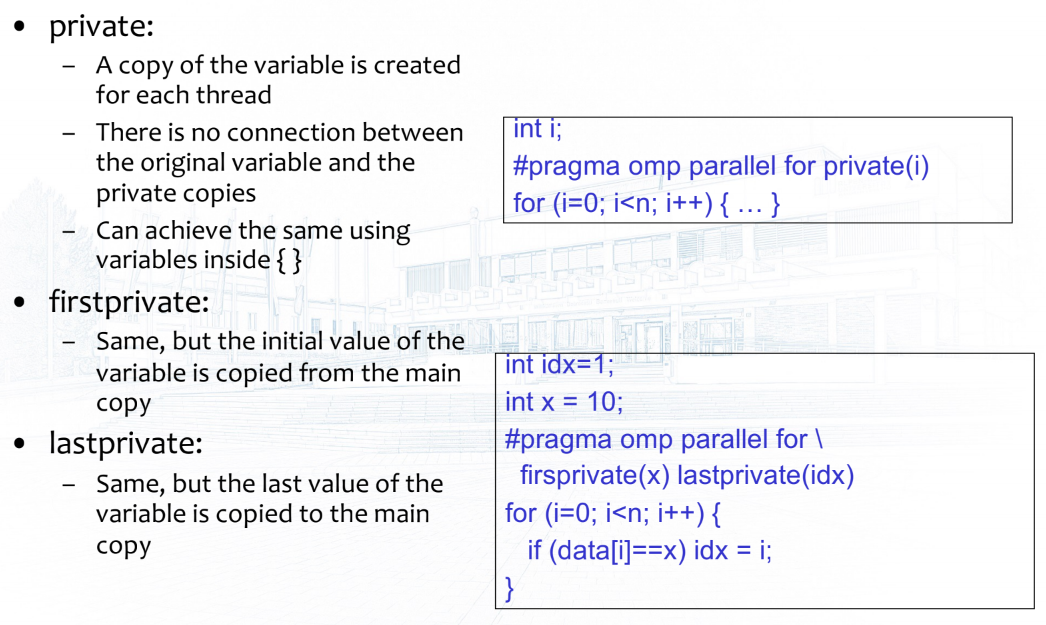 • private:
– A copy of the variable is created
for each thread
– There is no connection between
the original variable and the
private copies
– Can achieve the same using
variables inside { }
• firstprivate:
– Same, but the initial value of the
variable is copied from the main
copy
• lastprivate:
– Same, but the last value of the
variable is copied to the main
copy
int i;
#pragma omp parallel for private(i)
for (i=0; i<n; i++) { … }
int idx=1;
int x = 10;
#pragma omp parallel for \
firsprivate(x) lastprivate(idx)
for (i=0; i<n; i++) {
if (data[i]==x) idx = i;
}